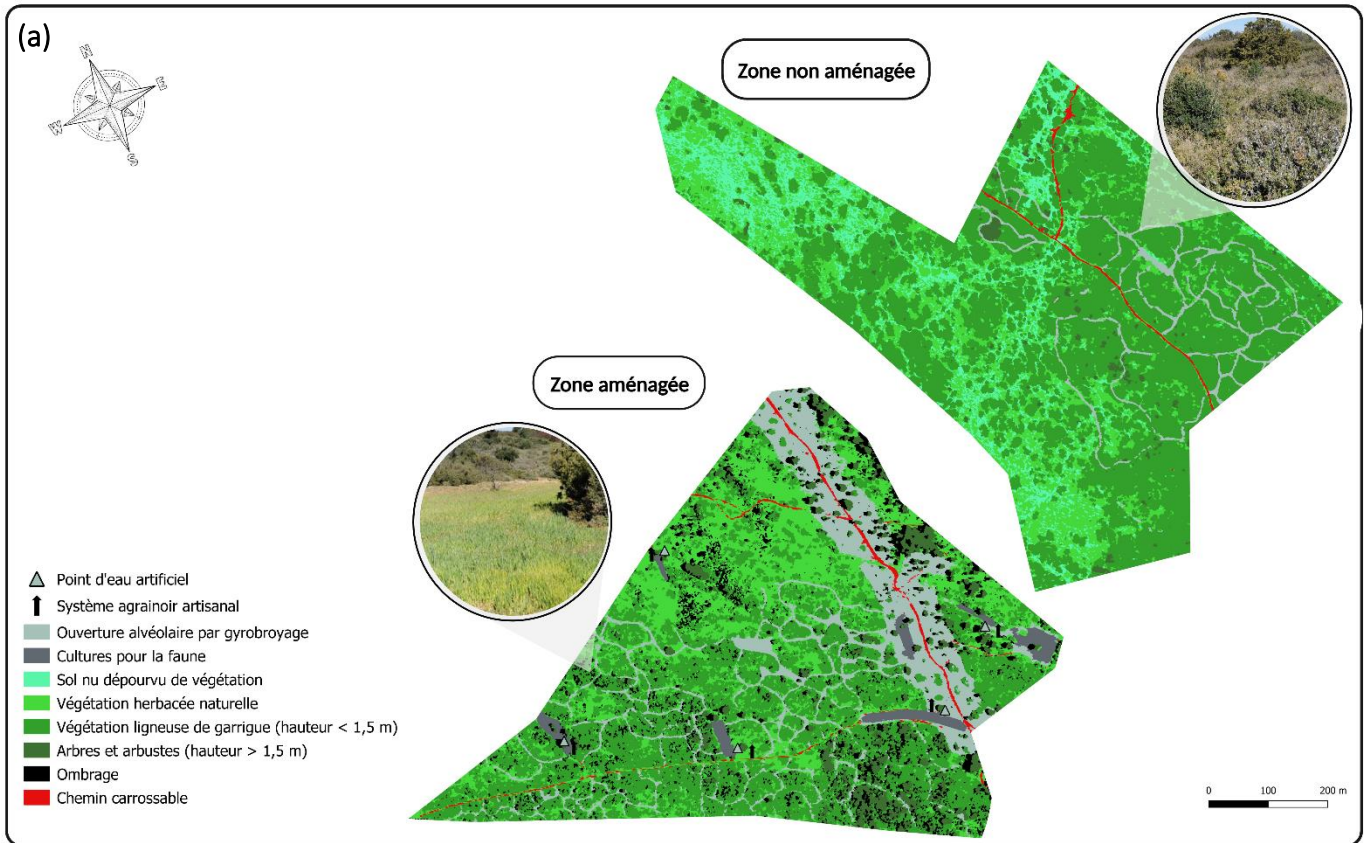 (a)
N
E
W
S
Zone non aménagée
Zone aménagée
Point d'eau artificiel
Système agrainoir artisanal
Ouverture alvéolaire par gyrobroyage
Cultures pour la faune
Sol nu dépourvu de végétation
Végétation herbacée naturelle
Végétation ligneuse de garrigue (hauteur < 1,5 m)
Arbres et arbustes (hauteur > 1,5 m)
Ombrage
Chemin carrossable
0 100 200 m